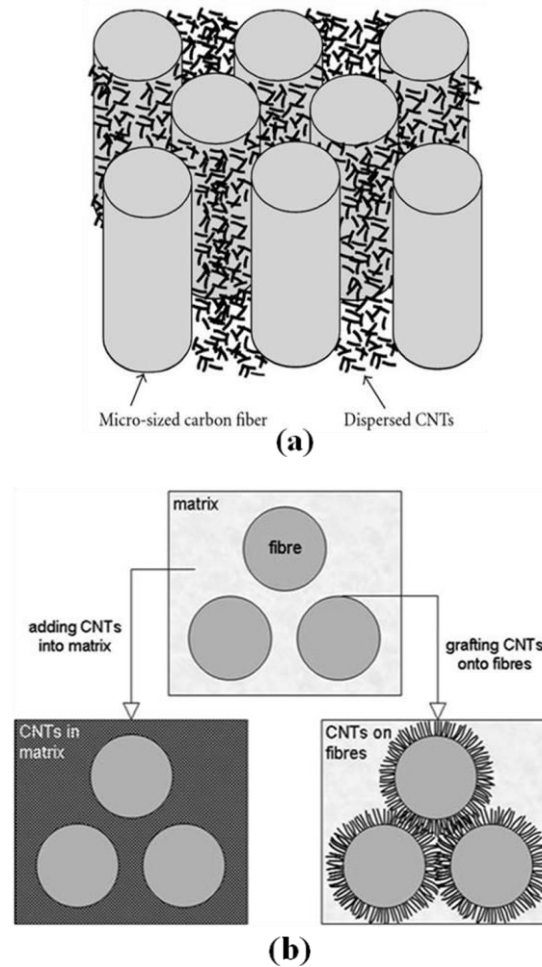 Micro-sized carbon fiber
Dispersed CNTs
(a)
matrix
fibre
adding CNTs
into matrix
grafting CNTs
onto fibres
CNTs in
matrix
CNTs on
fibres
(b)